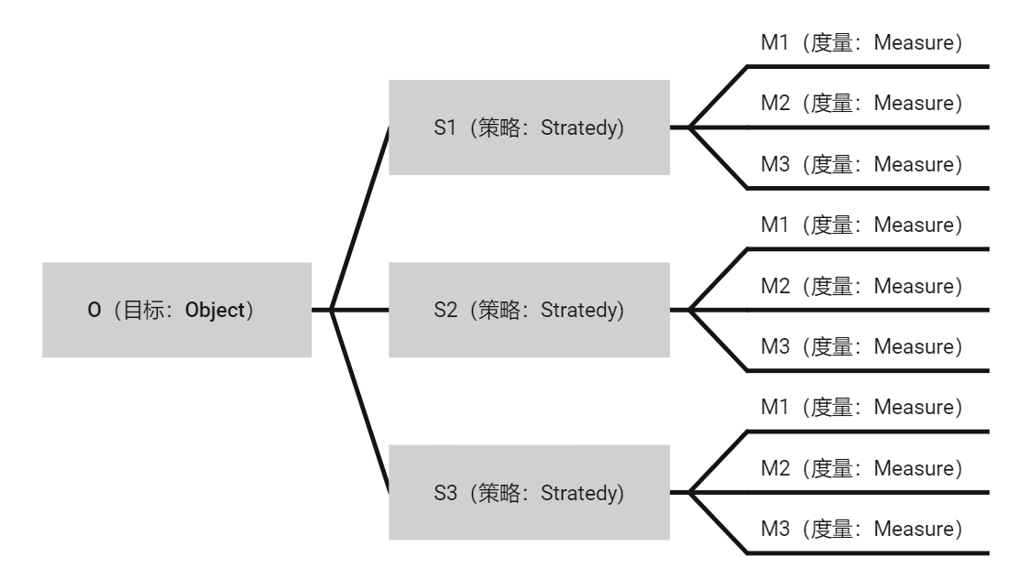 O（目标：Object）
S1（策略：Stratedy)
M1（度量：Measure）
M2（度量：Measure）
M3（度量：Measure）
S2（策略：Stratedy)
M1（度量：Measure）
M2（度量：Measure）
M3（度量：Measure）
S3（策略：Stratedy)
M1（度量：Measure）
M2（度量：Measure）
M3（度量：Measure）